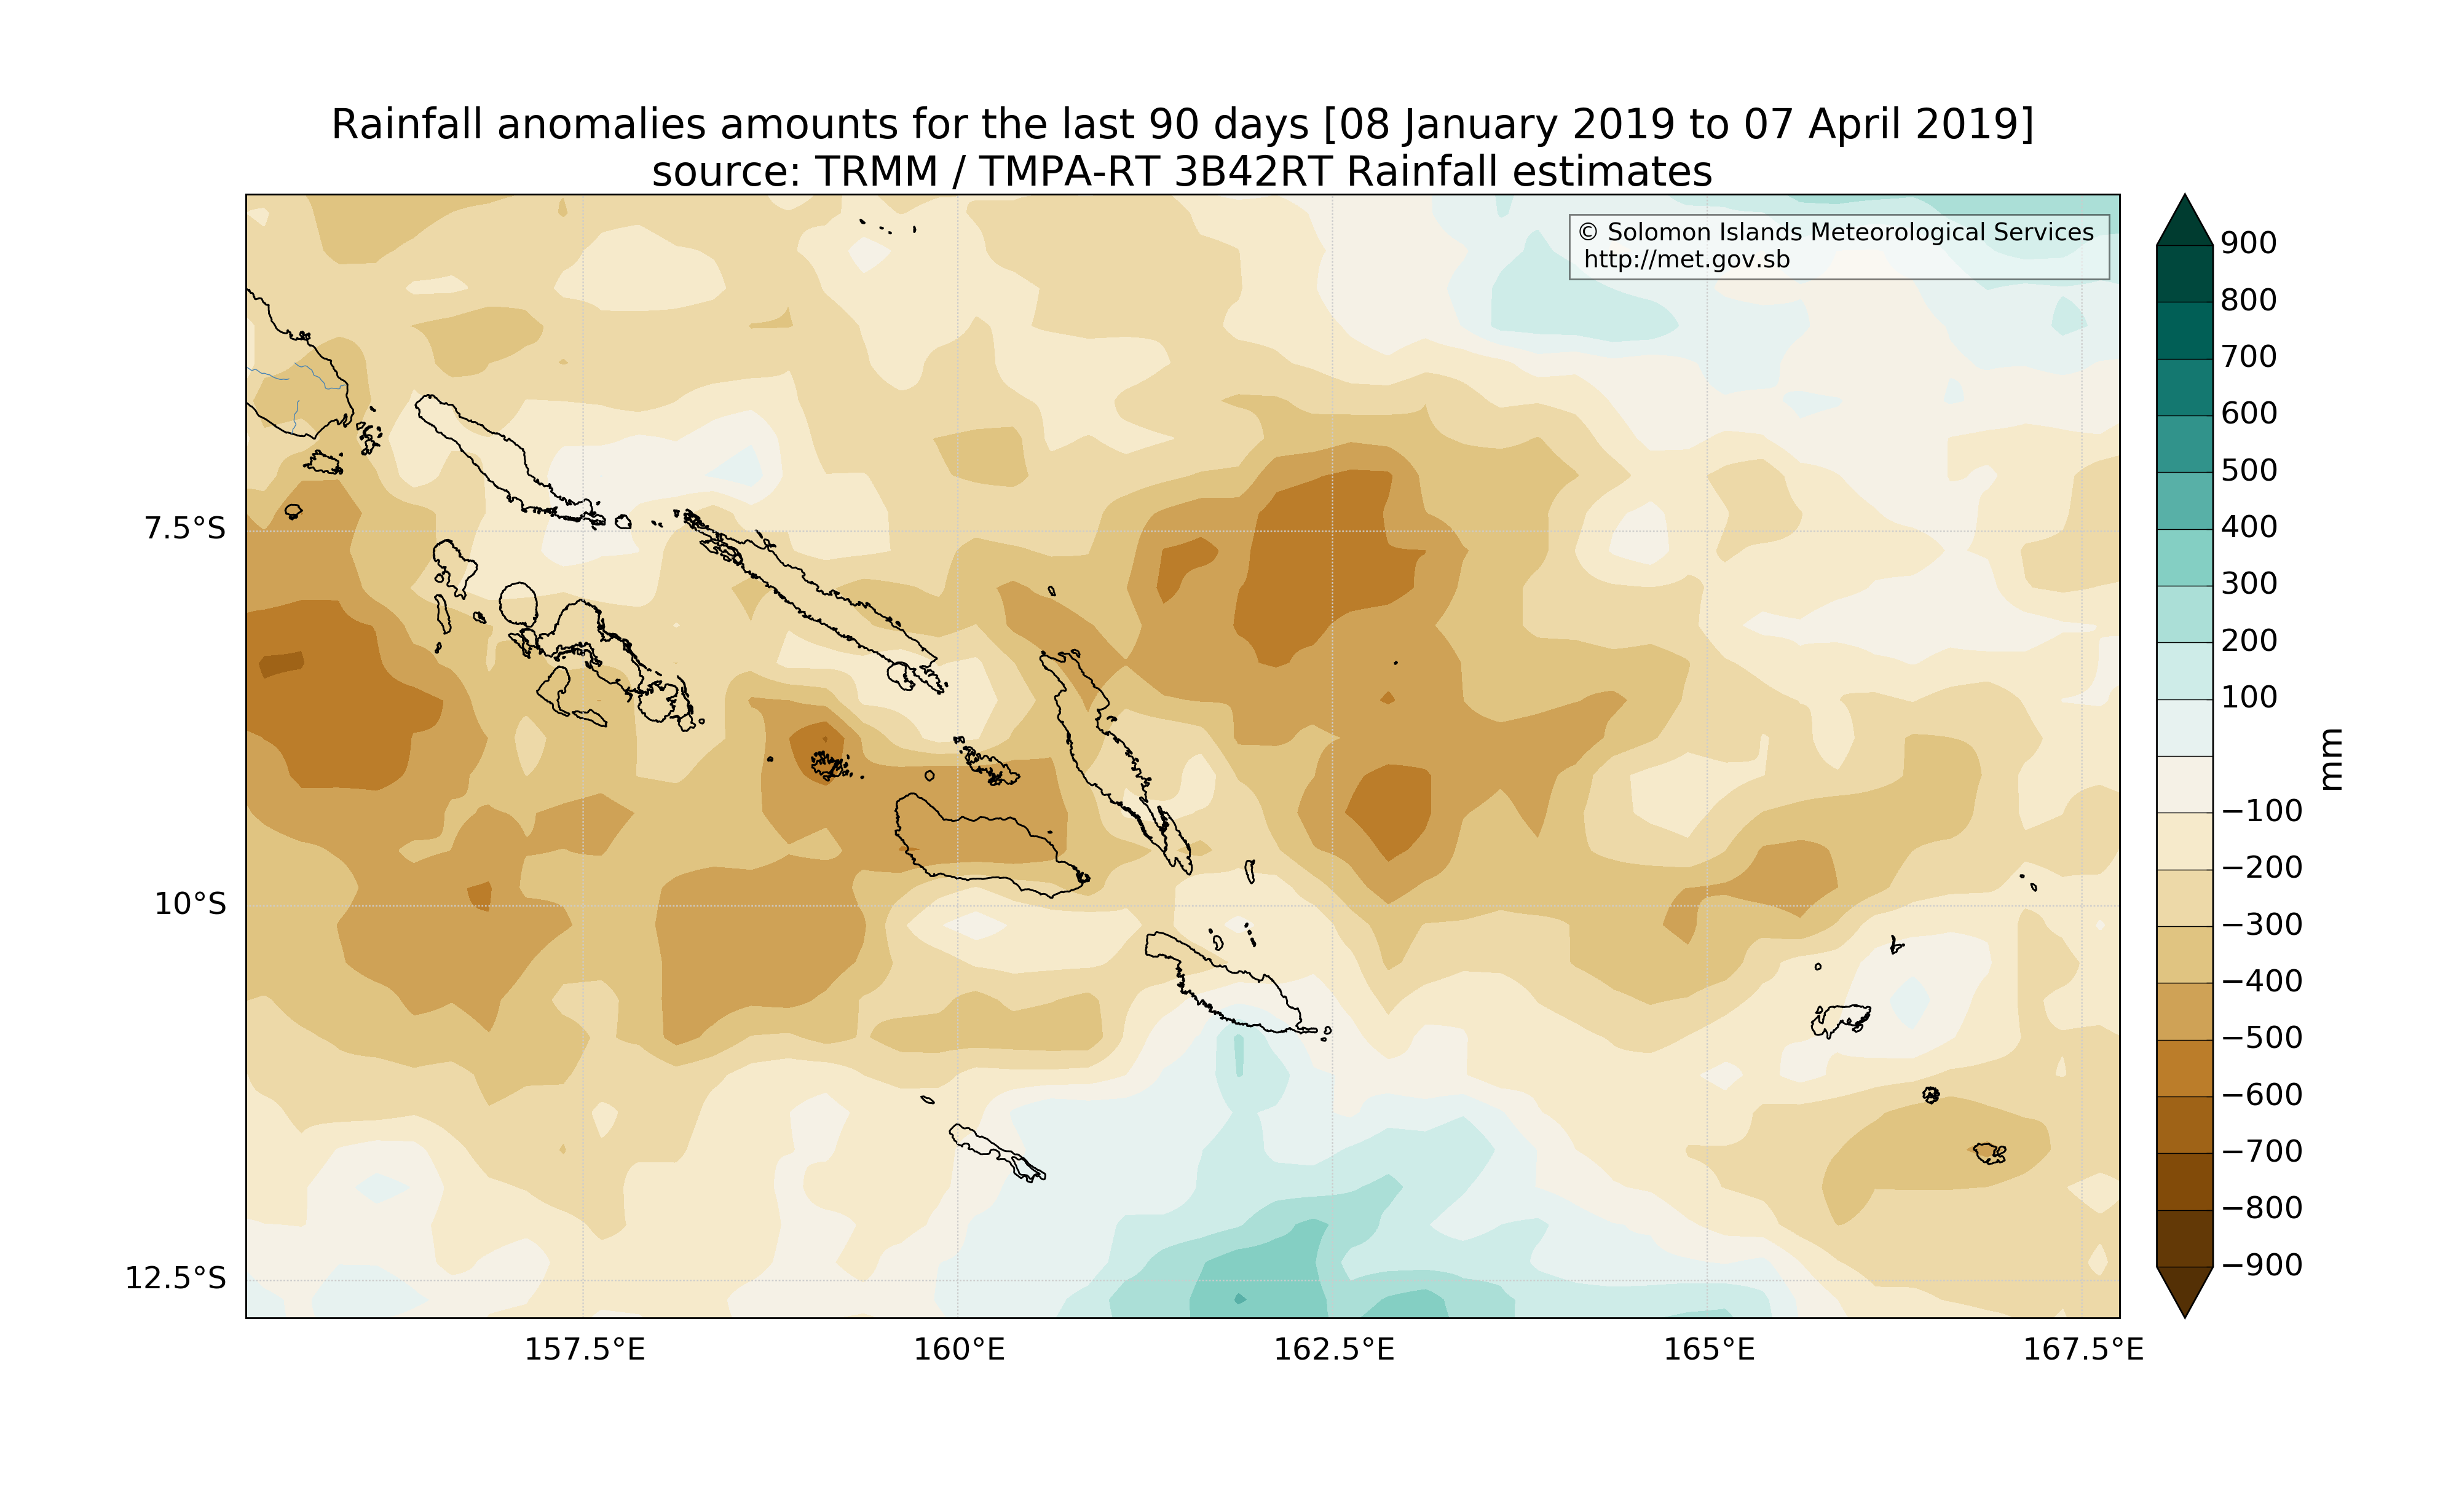 Rainfall anomalies amounts for the last 90 days [08 January 2019 to 07 April 2019]
source: TRMM / TMPA-RT 3B42RT Rainfall estimates
© Solomon Islands Meteorological Services
http://met.gov.sb
7.5°S
10°S
12.5°S
157.5°E
160°E
162.5°E
165°E
167.5°E
900
800
700
600
500
400
300
200
100
−100
−200
−300
−400
−500
−600
−700
−800
−900
mm